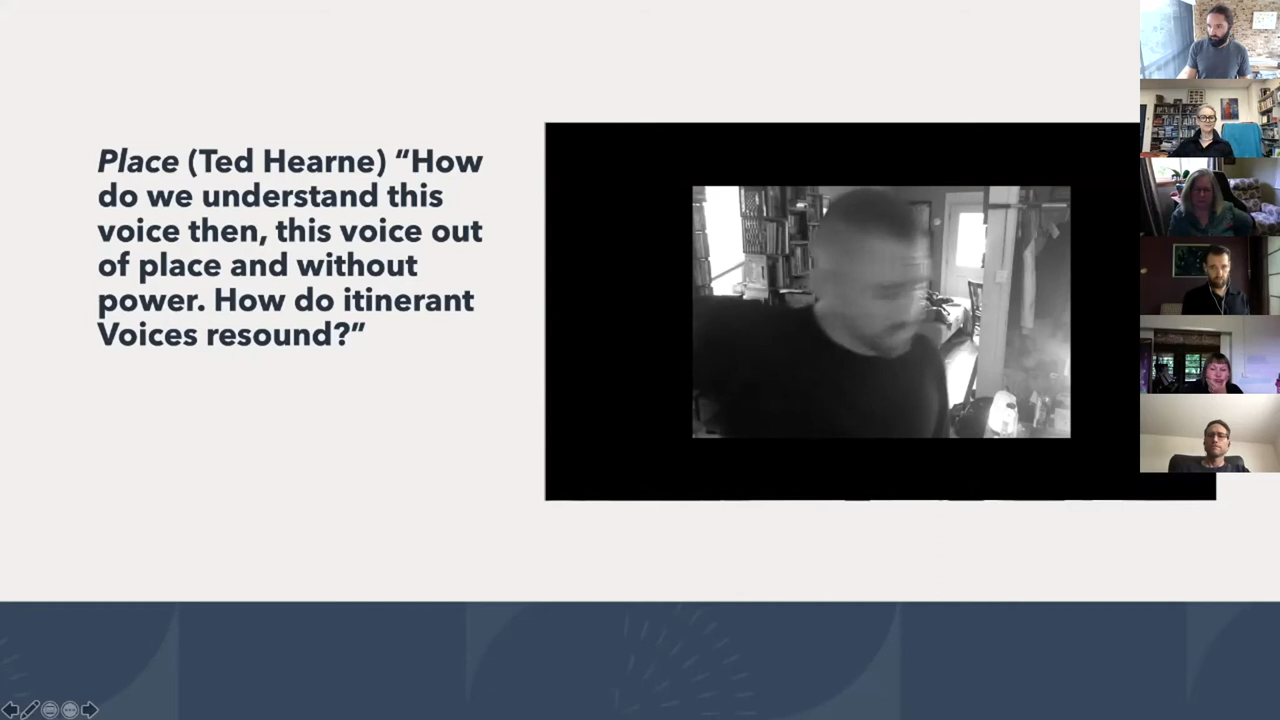 Place (Ted Hearne) “How
do we understand this
voice then, this voice out
of place and without
power. How do itinerant
Voices resound?”